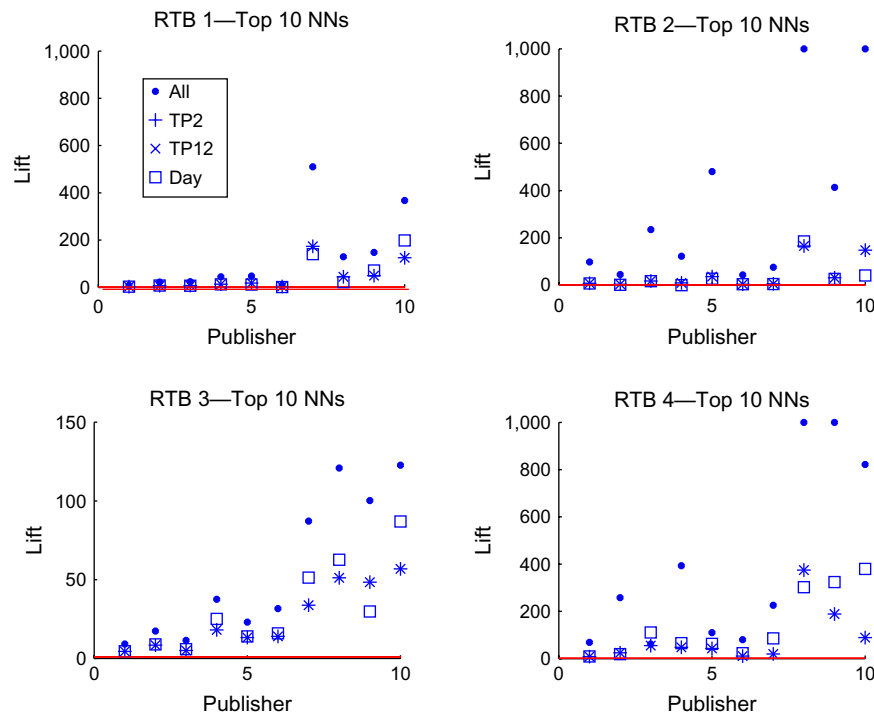 RTB 1—Top 10 NNs
1,000
800
600
400
200
0
Lift
All
TP2
TP12
Day
0 5 10
Publisher
RTB 2—Top 10 NNs
1,000
800
600
400
200
0
Lift
0 5 10
Publisher
RTB 3—Top 10 NNs
150
100
50
0
Lift
0 5 10
Publisher
RTB 4—Top 10 NNs
1,000
800
600
400
200
0
Lift
0 5 10
Publisher